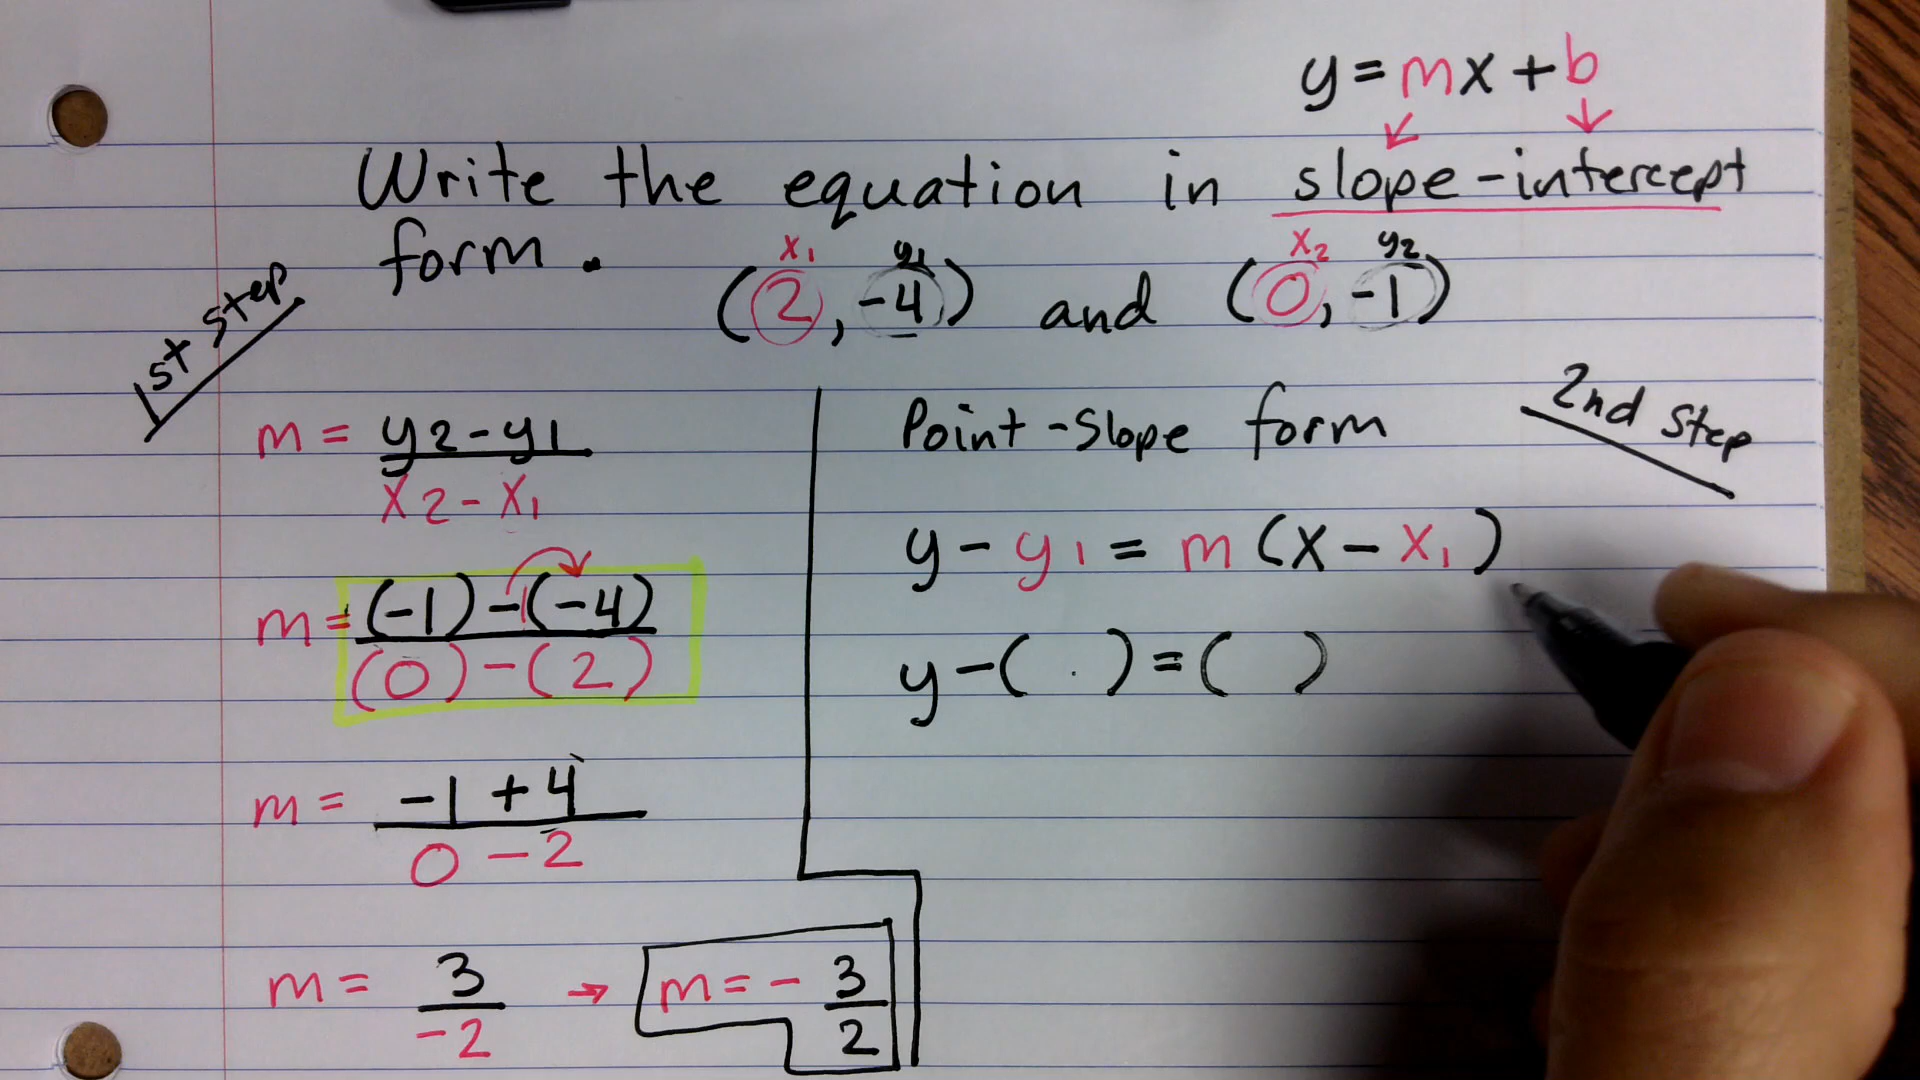 y = mx + b
Write the equation in slope-intercept
form.
x₁ y₁ x₂ y₂
(2, -4) and (0, -1)
1st step
m = y2 - y1
x2 - x1
m = (-1) - (-4)
(0) - (2)
m = -1 + 4
0 - 2
m = 3 → m = - 3
-2 2
2nd Step
Point-Slope form
y - y1 = m (x - x1)
y - ( . ) = ( )